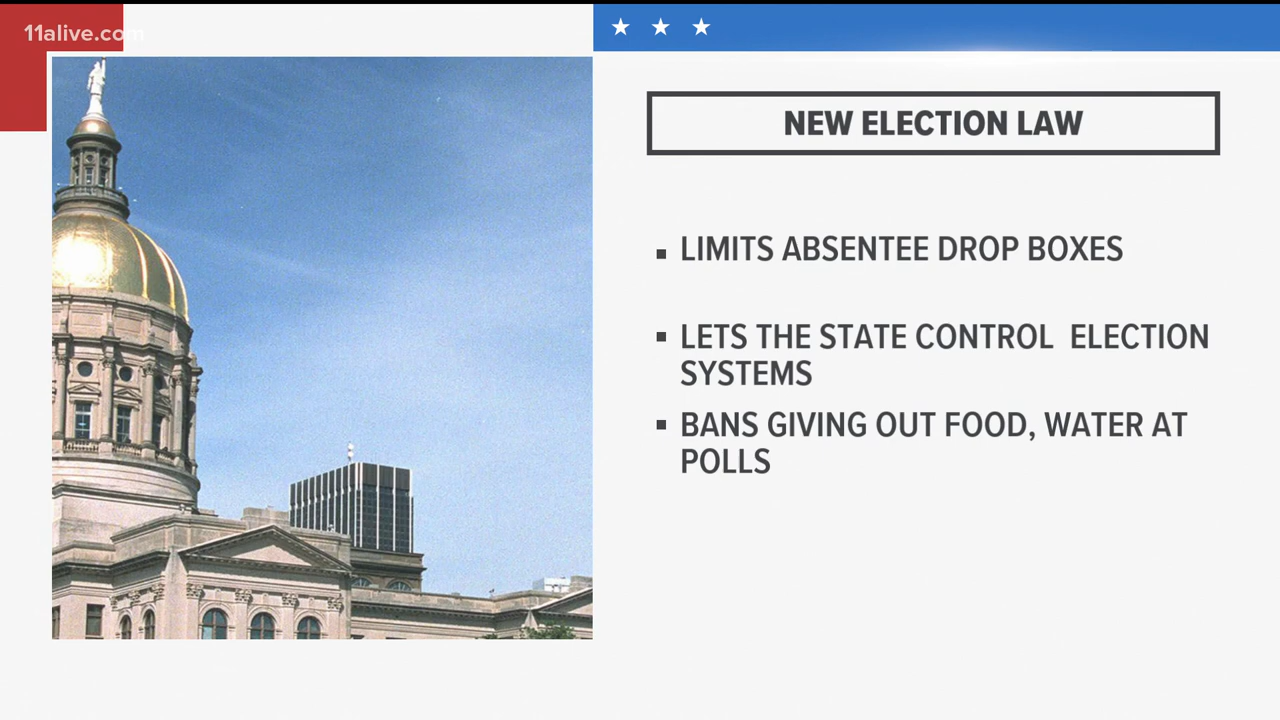 11alive.com
NEW ELECTION LAW
▪ LIMITS ABSENTEE DROP BOXES
▪ LETS THE STATE CONTROL  ELECTION
SYSTEMS
▪ BANS GIVING OUT FOOD, WATER AT
POLLS